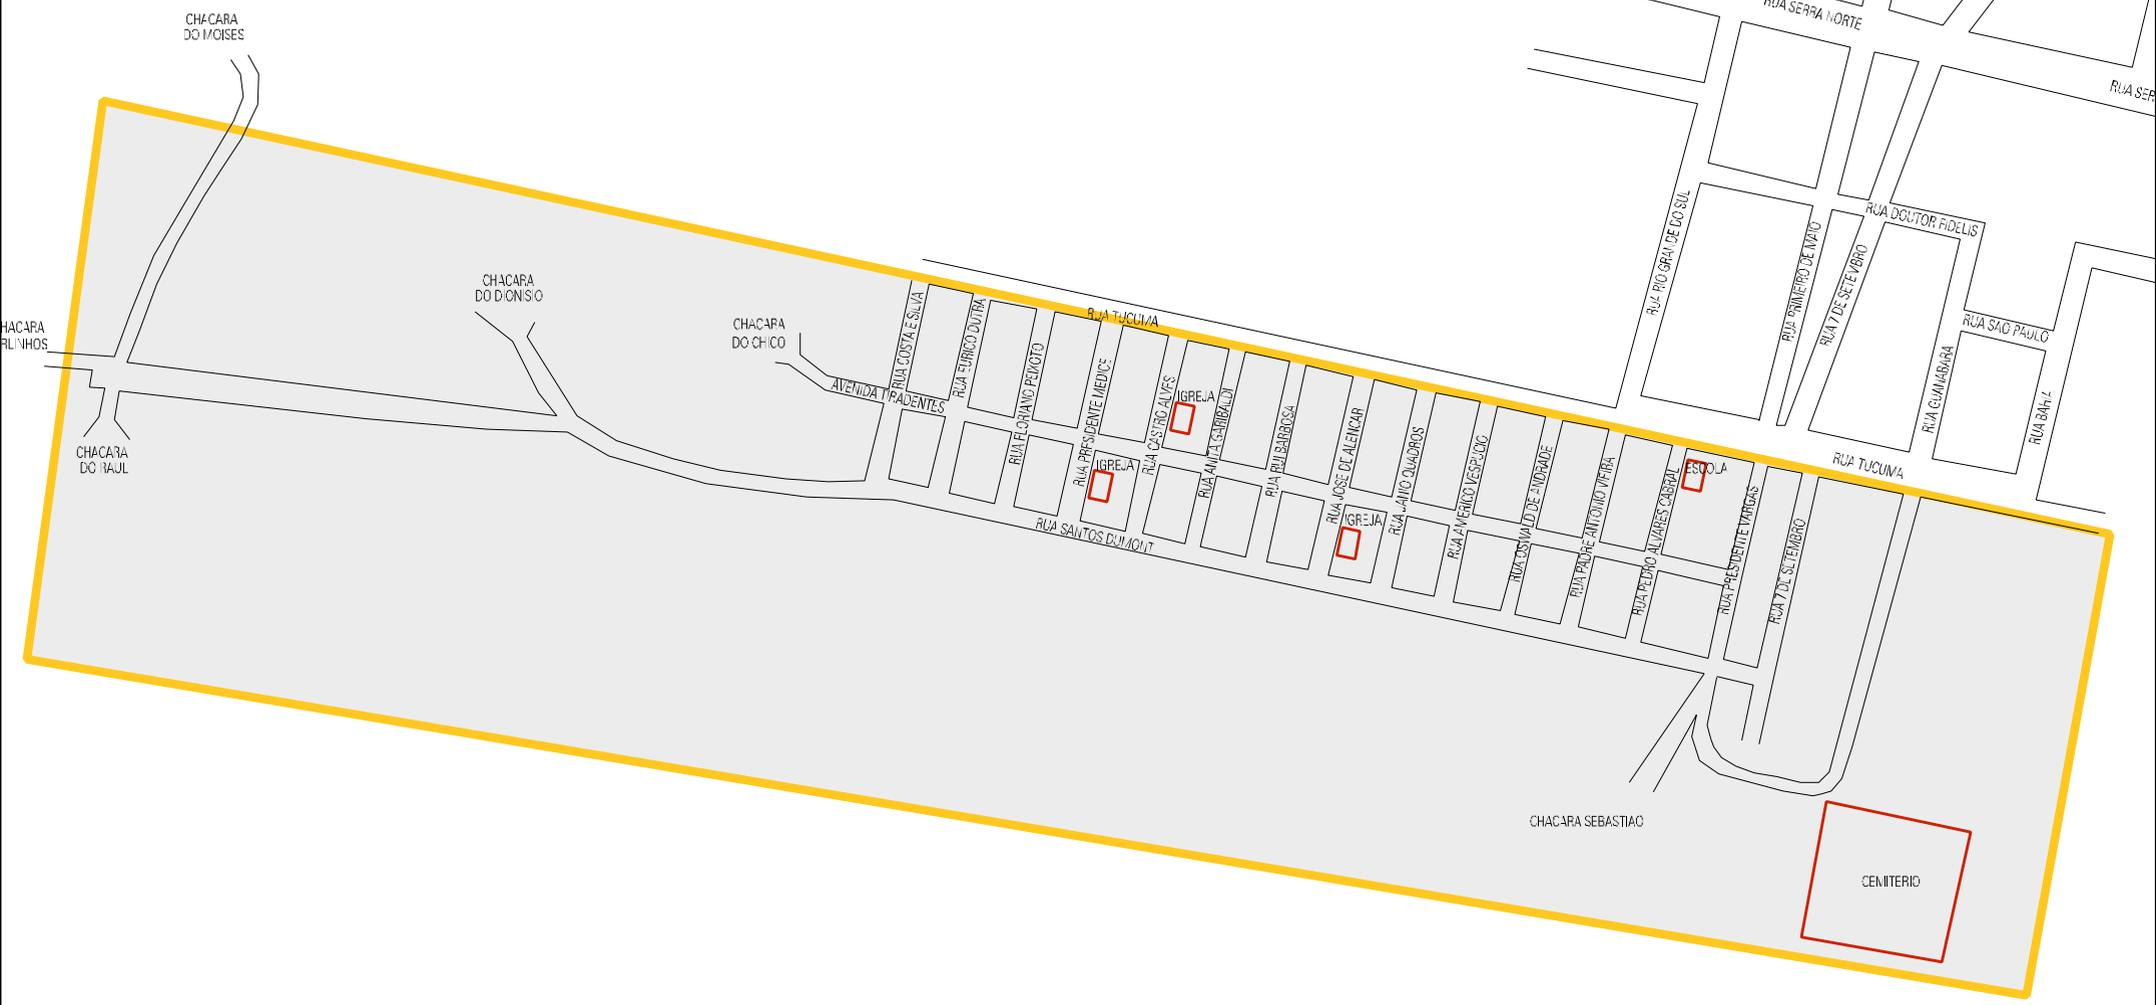 CHACARA
DO MOISES
RUA SERRA NORTE
RUA SER
CHACARA
DO DIONISIO
CHACARA
DO CHICO
HACARA
RLINHOS
CHACARA
DO RAUL
AVENIDA TIRADENTES
RUA COSTA E SILVA
RUA EURICO DUTRA
RUA FLORIANO PEIXOTO
RUA PRESIDENTE MEDICE
RUA CASTRO ALVES
RUA ANITA GARIBALDI
RUA RUI BARBOSA
RUA JOSE DE ALENCAR
RUA JANIO QUADROS
RUA AMERICO VESPUCIO
RUA OSWALD DE ANDRADE
RUA PADRE ANTONIO VIEIRA
RUA PEDRO ALVARES CABRAL
RUA PRESIDENTE VARGAS
RUA 7 DE SETEMBRO
RUA TUCUMA
IGREJA
IGREJA
IGREJA
ESCOLA
RUA SANTOS DUMONT
RUA RIO GRANDE DO SUL
RUA PRIMEIRO DE MAIO
RUA 7 DE SETEMBRO
RUA DOUTOR FIDELIS
RUA SAO PAULO
RUA GUANABARA
RUA BAHIA
RUA TUCUMA
CHACARA SEBASTIAO
CEMITERIO